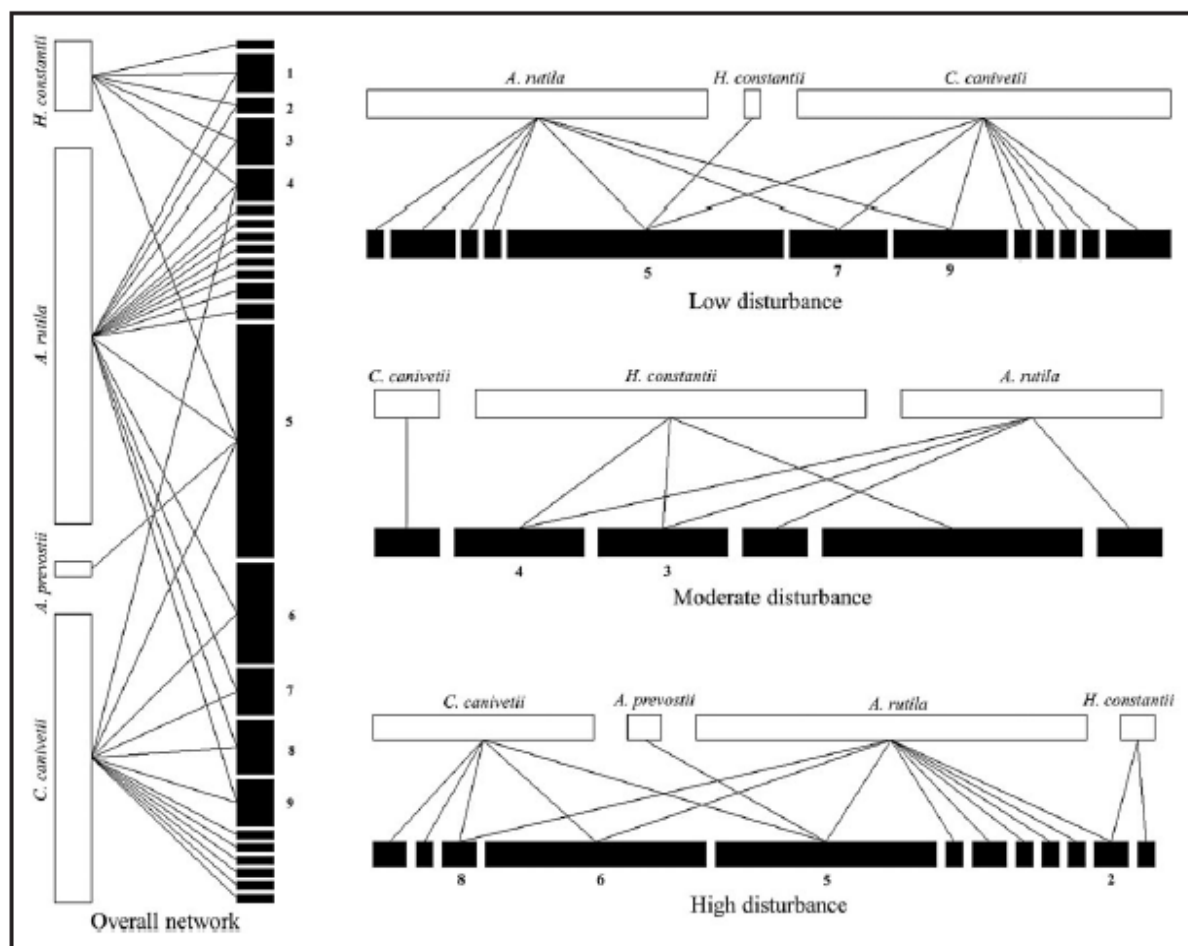 H. constantii
A. rutila
A. prevostii
C. canivetii
1
2
3
4
5
6
7
8
9
Overall network
A. rutila H. constantii C. canivetii
5 7 9
Low disturbance
C. canivetii H. constantii A. rutila
4 3
Moderate disturbance
C. canivetii A. prevostii A. rutila H. constantii
8 6 5 2
High disturbance